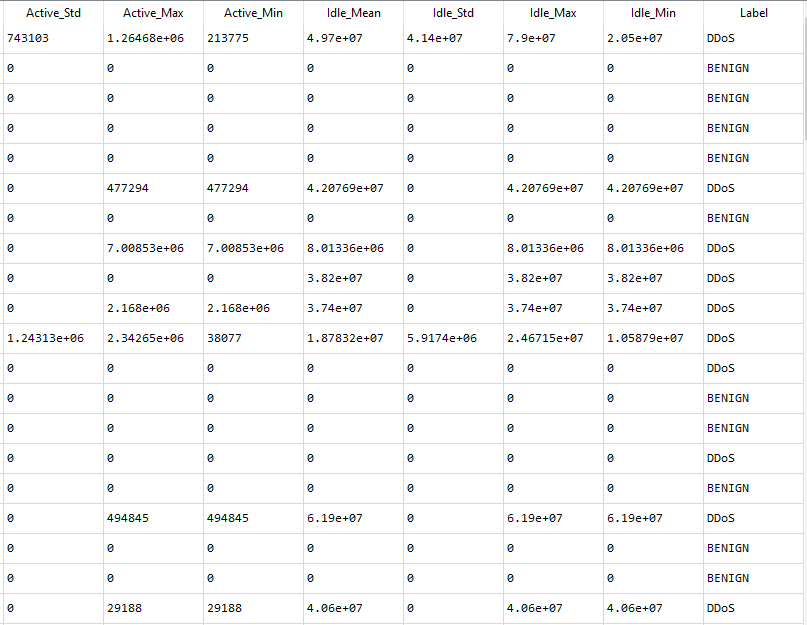 Active_Std Active_Max Active_Min Idle_Mean Idle_Std Idle_Max Idle_Min Label
743103 1.26468e+06 213775 4.97e+07 4.14e+07 7.9e+07 2.05e+07 DDoS
0 0 0 0 0 0 0 BENIGN
0 0 0 0 0 0 0 BENIGN
0 0 0 0 0 0 0 BENIGN
0 0 0 0 0 0 0 BENIGN
0 477294 477294 4.20769e+07 0 4.20769e+07 4.20769e+07 DDoS
0 0 0 0 0 0 0 BENIGN
0 7.00853e+06 7.00853e+06 8.01336e+06 0 8.01336e+06 8.01336e+06 DDoS
0 0 0 3.82e+07 0 3.82e+07 3.82e+07 DDoS
0 2.168e+06 2.168e+06 3.74e+07 0 3.74e+07 3.74e+07 DDoS
1.24313e+06 2.34265e+06 38077 1.87832e+07 5.9174e+06 2.46715e+07 1.05879e+07 DDoS
0 0 0 0 0 0 0 DDoS
0 0 0 0 0 0 0 BENIGN
0 0 0 0 0 0 0 BENIGN
0 0 0 0 0 0 0 DDoS
0 0 0 0 0 0 0 BENIGN
0 494845 494845 6.19e+07 0 6.19e+07 6.19e+07 DDoS
0 0 0 0 0 0 0 BENIGN
0 0 0 0 0 0 0 BENIGN
0 29188 29188 4.06e+07 0 4.06e+07 4.06e+07 DDoS